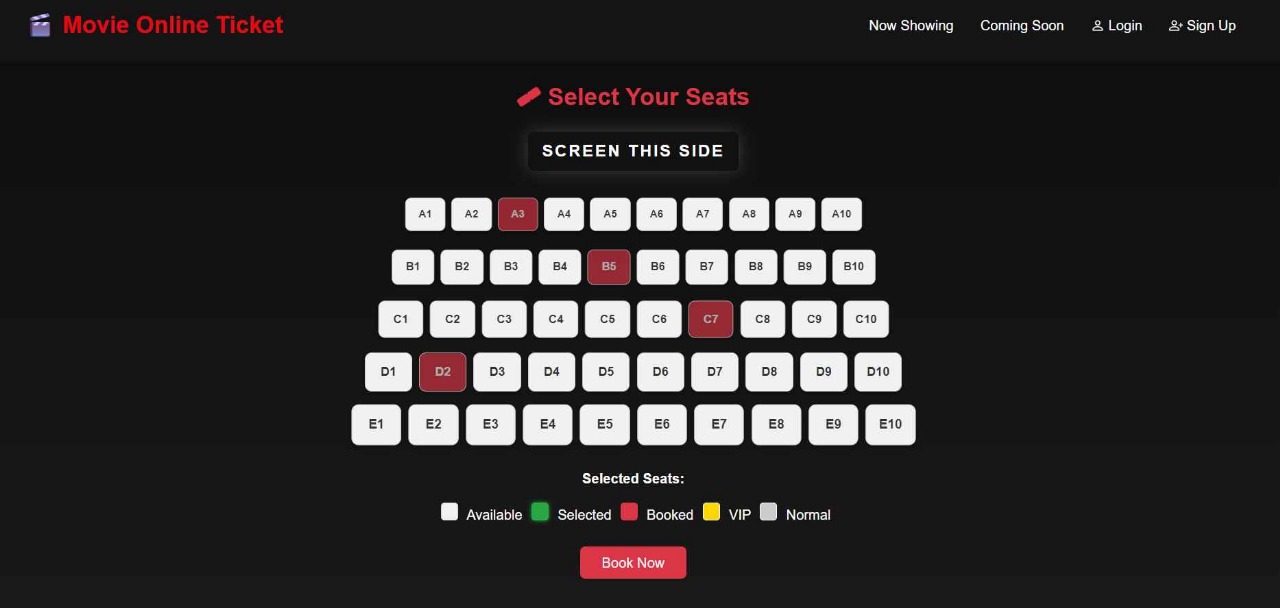 Movie Online Ticket
Now Showing Coming Soon Login Sign Up
Select Your Seats
SCREEN THIS SIDE
A1 A2 A3 A4 A5 A6 A7 A8 A9 A10
B1 B2 B3 B4 B5 B6 B7 B8 B9 B10
C1 C2 C3 C4 C5 C6 C7 C8 C9 C10
D1 D2 D3 D4 D5 D6 D7 D8 D9 D10
E1 E2 E3 E4 E5 E6 E7 E8 E9 E10
Selected Seats:
Available Selected Booked VIP Normal
Book Now